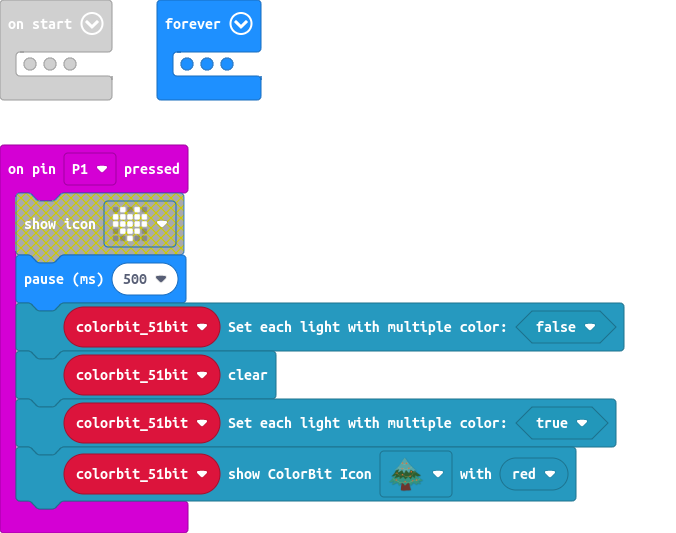 on start
forever
on pin P1 pressed
show icon
pause (ms) 500
colorbit_51bit Set each light with multiple color: false
colorbit_51bit clear
colorbit_51bit Set each light with multiple color: true
colorbit_51bit show ColorBit Icon with red